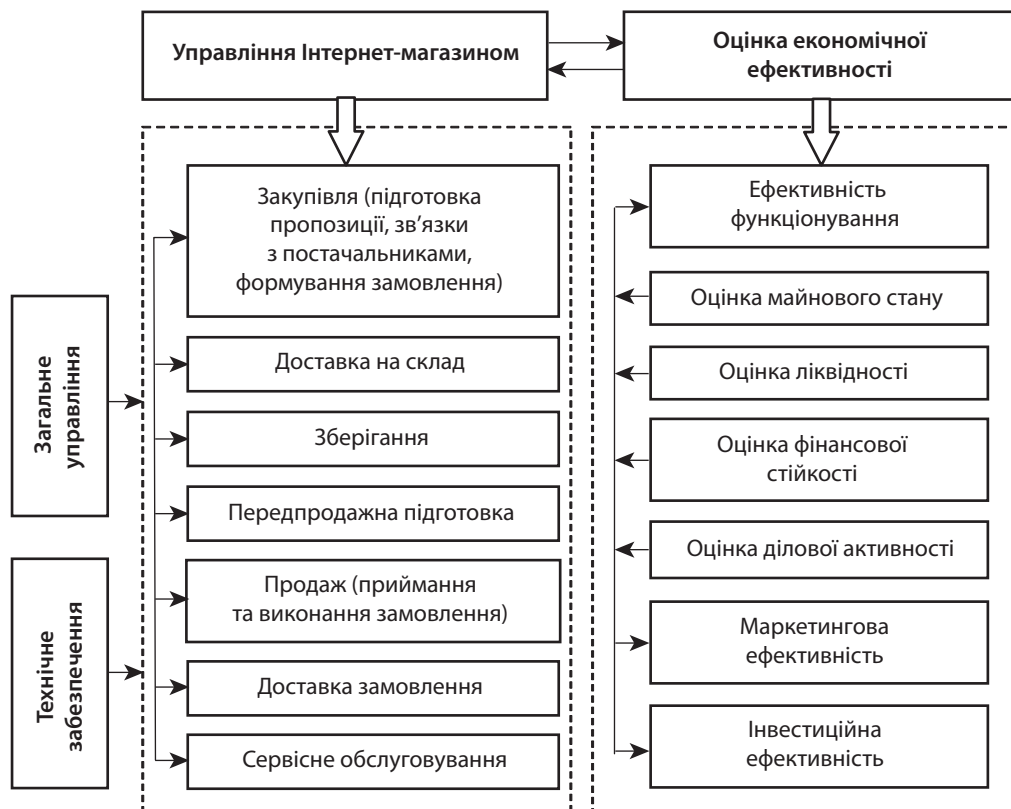 Управління Інтернет-магазином
Оцінка економічної
ефективності
Загальне
управління
Технічне
забезпечення
Закупівля (підготовка
пропозиції, зв’язки
з постачальниками,
формування замовлення)
Доставка на склад
Зберігання
Передпродажна підготовка
Продаж (приймання
та виконання замовлення)
Доставка замовлення
Сервісне обслуговування
Ефективність
функціонування
Оцінка майнового стану
Оцінка ліквідності
Оцінка фінансової
стійкості
Оцінка ділової активності
Маркетингова
ефективність
Інвестиційна
ефективність